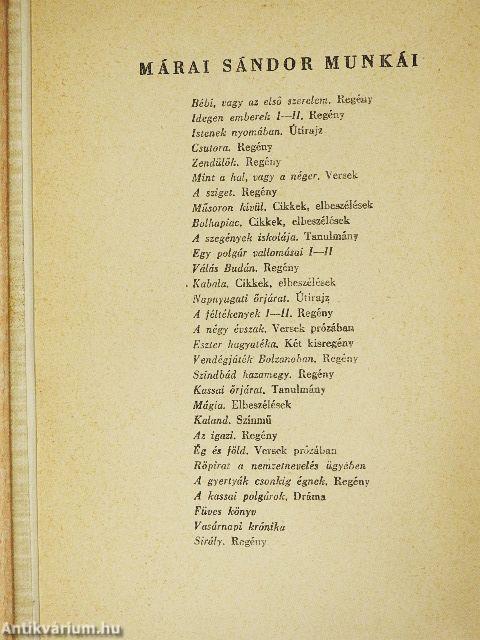 MÁRAI SÁNDOR MUNKÁI
Bébi, vagy az első szerelem. Regény
Idegen emberek I—II. Regény
Istenek nyomában. Útirajz
Csutora. Regény
Zendülők. Regény
Mint a hal, vagy a néger. Versek
A sziget. Regény
Műsoron kívül. Cikkek, elbeszélések
Bolhapiac. Cikkek, elbeszélések
A szegények iskolája. Tanulmány
Egy polgár vallomásai I—II
Válás Budán. Regény
Kabala. Cikkek, elbeszélések
Napnyugati őrjárat. Útirajz
A féltékenyek I—II. Regény
A négy évszak. Versek prózában
Eszter hagyatéka. Két kisregény
Vendégjáték Bolzanoban. Regény
Szindbád hazamegy. Regény
Kassai őrjárat. Tanulmány
Mágia. Elbeszélések
Kaland. Színmű
Az igazi. Regény
Ég és föld. Versek prózában
Röpirat a nemzetnevelés ügyében
A gyertyák csonkig égnek. Regény
A kassai polgárok. Dráma
Füves könyv
Vasárnapi krónika
Sirály. Regény
Antikvárium.hu